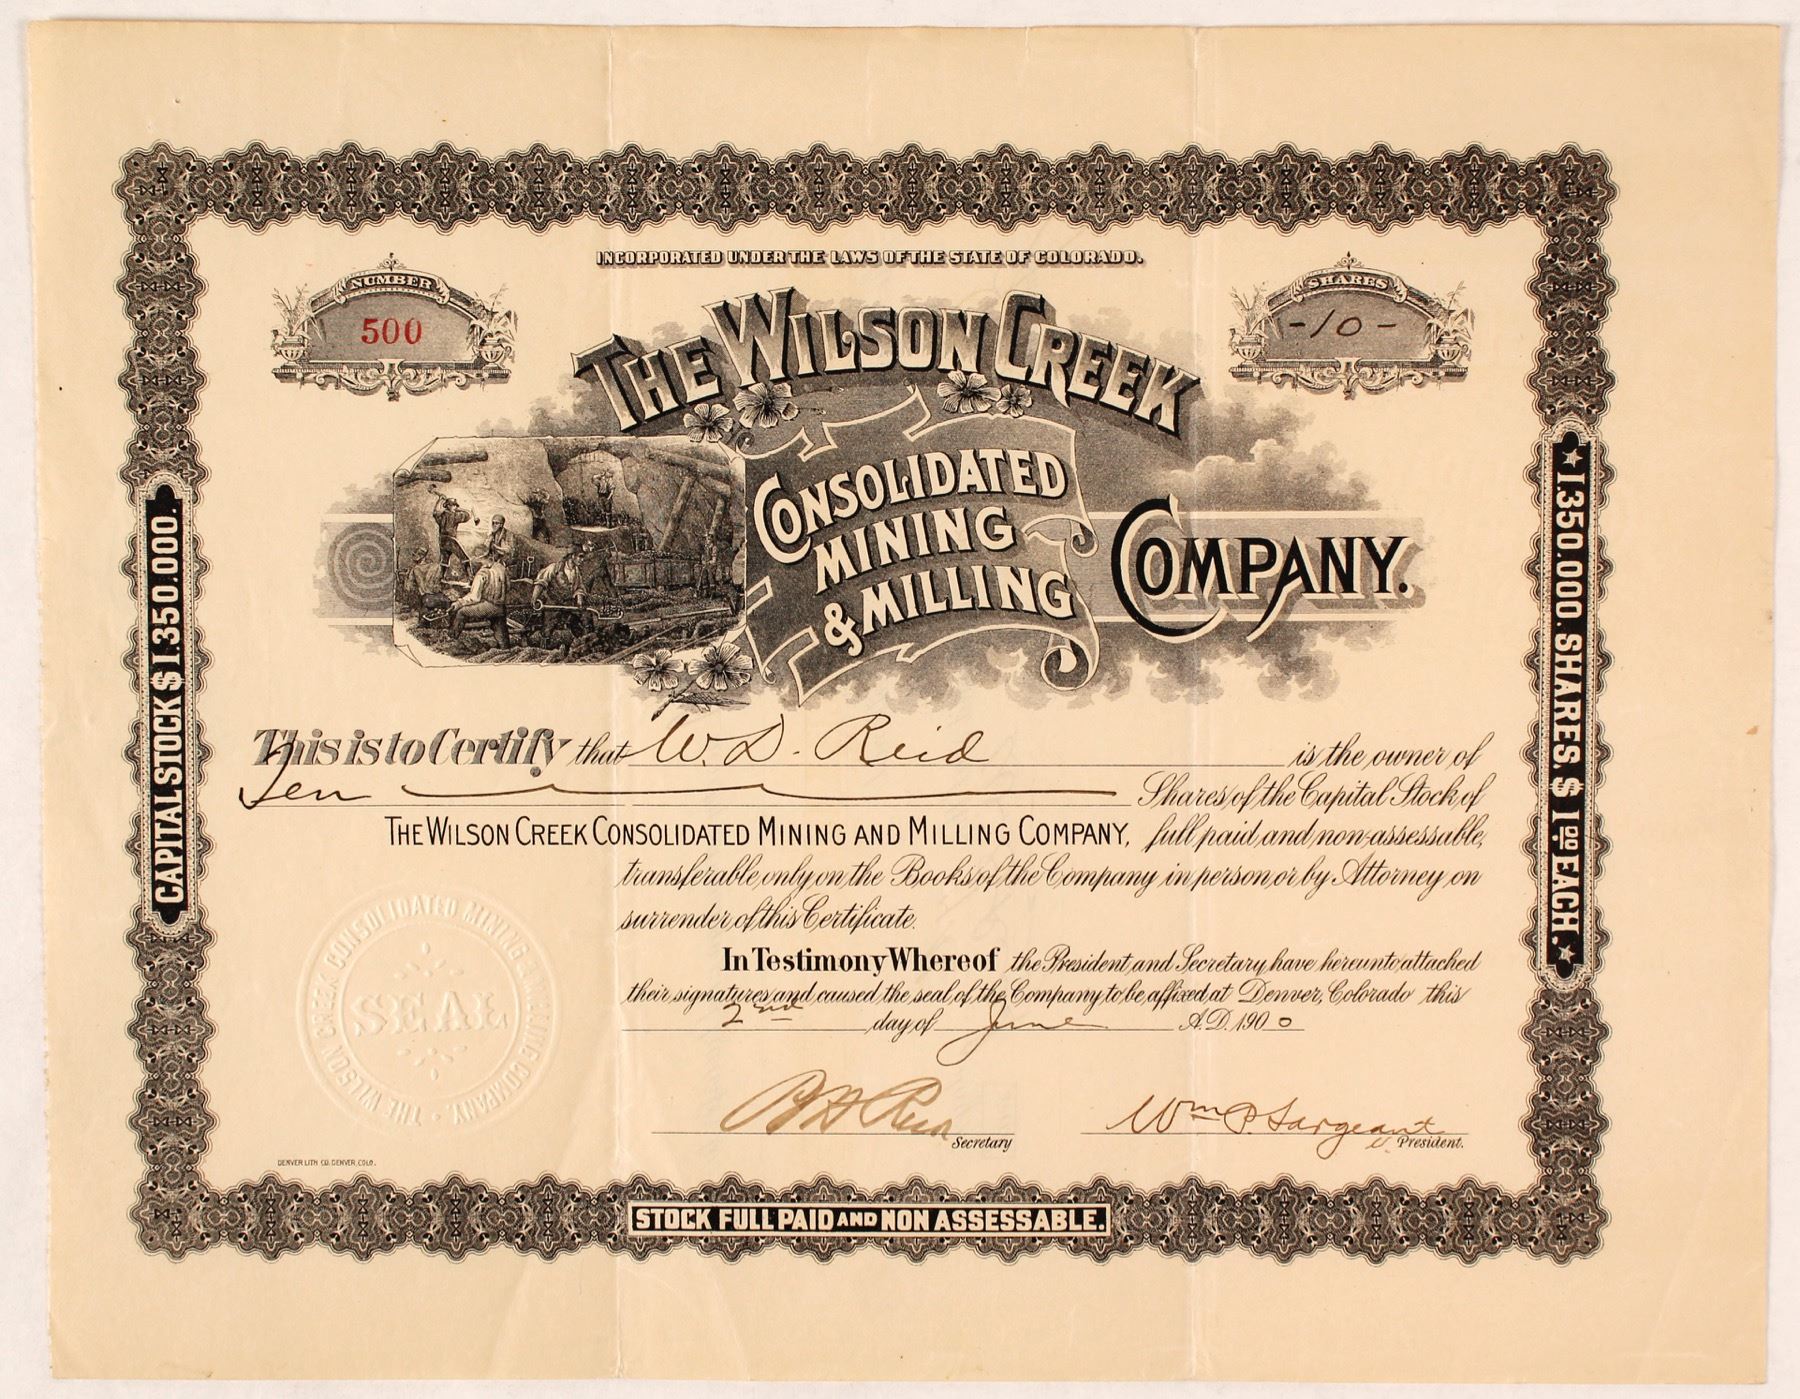 INCORPORATED UNDER THE LAWS OF THE STATE OF COLORADO.
NUMBER
500
SHARES
-10-
THE WILSON CREEK
CONSOLIDATED
MINING
& MILLING
COMPANY.
CAPITAL STOCK $1.350.000.
1.350.000. SHARES. $1.00 EACH.
This is to Certify that W. D. Reid is the owner of
Ten Shares of the Capital Stock of
THE WILSON CREEK CONSOLIDATED MINING AND MILLING COMPANY, full paid and non-assessable,
transferable only on the Books of the Company in person or by Attorney on
surrender of this Certificate.
In Testimony Whereof the President and Secretary have hereunto attached
their signatures and caused the seal of the Company to be affixed at Denver, Colorado this
2nd day of June A.D. 1900
Secretary
Wm P. Sargeant
President.
THE WILSON CREEK CONSOLIDATED MINING & MILLING COMPANY.
SEAL
DENVER LITH CO. DENVER, COLO.
STOCK FULL PAID AND NON ASSESSABLE.